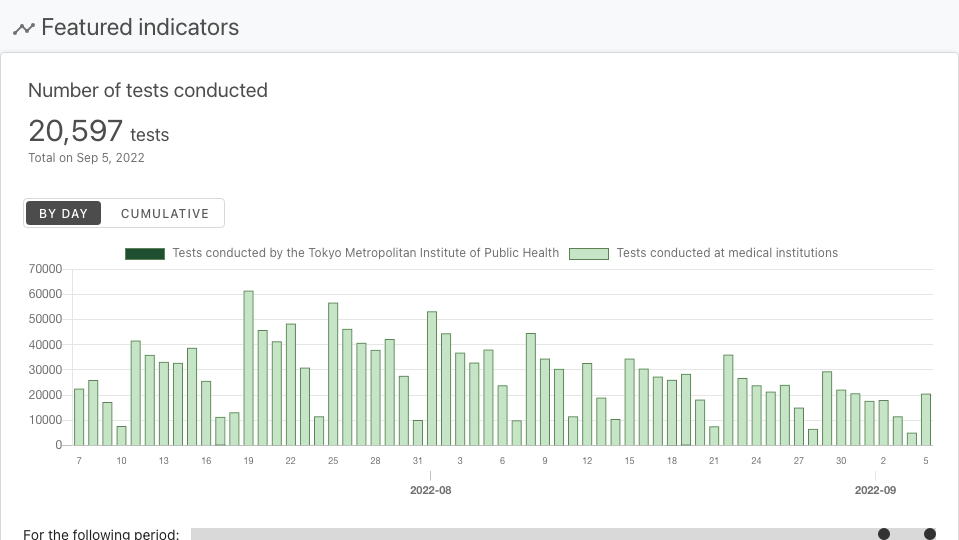 Featured indicators
Number of tests conducted
20,597 tests
Total on Sep 5, 2022
BY DAY CUMULATIVE
Tests conducted by the Tokyo Metropolitan Institute of Public Health Tests conducted at medical institutions
70000
60000
50000
40000
30000
20000
10000
0
7 10 13 16 19 22 25 28 31 3 6 9 12 15 18 21 24 27 30 2 5
2022-08 2022-09
For the following period: